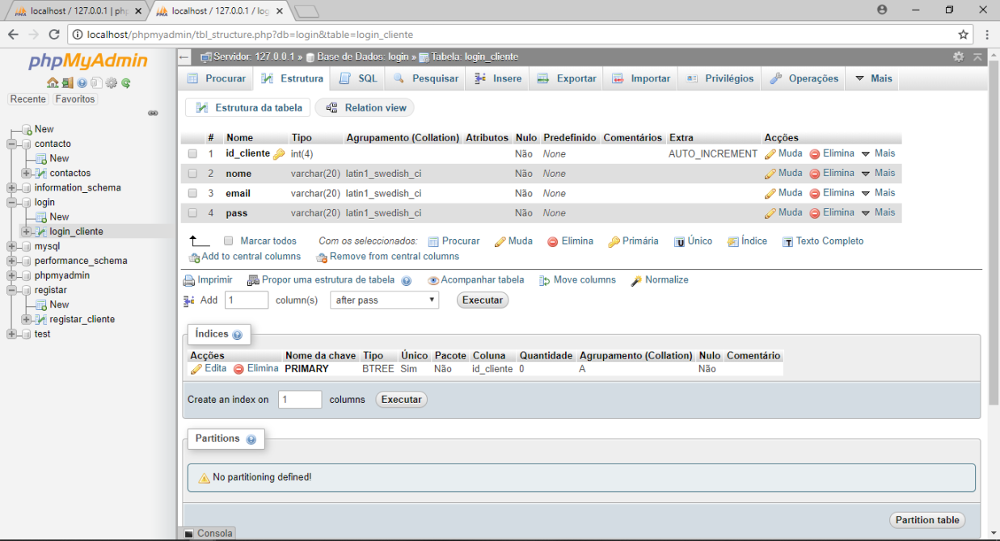 localhost / 127.0.0.1 | php
localhost / 127.0.0.1 / log
localhost/phpmyadmin/tbl_structure.php?db=login&table=login_cliente
phpMyAdmin
Recente Favoritos
New
contacto
New
contactos
information_schema
login
New
login_cliente
mysql
performance_schema
phpmyadmin
registar
New
registar_cliente
test
Servidor: 127.0.0.1 » Base de Dados: login » Tabela: login_cliente
Procurar Estrutura SQL Pesquisar Insere Exportar Importar Privilégios Operações Mais
Estrutura da tabela Relation view
# Nome Tipo Agrupamento (Collation) Atributos Nulo Predefinido Comentários Extra Acções
1 id_cliente int(4) Não None AUTO_INCREMENT Muda Elimina Mais
2 nome varchar(20) latin1_swedish_ci Não None Muda Elimina Mais
3 email varchar(20) latin1_swedish_ci Não None Muda Elimina Mais
4 pass varchar(20) latin1_swedish_ci Não None Muda Elimina Mais
Marcar todos Com os seleccionados: Procurar Muda Elimina Primária Único Índice Texto Completo
Add to central columns Remove from central columns
Imprimir Propor uma estrutura de tabela Acompanhar tabela Move columns Normalize
Add 1 column(s) after pass Executar
Índices
Acções Nome da chave Tipo Único Pacote Coluna Quantidade Agrupamento (Collation) Nulo Comentário
Edita Elimina PRIMARY BTREE Sim Não id_cliente 0 A Não
Create an index on 1 columns Executar
Partitions
No partitioning defined!
Partition table
Consola